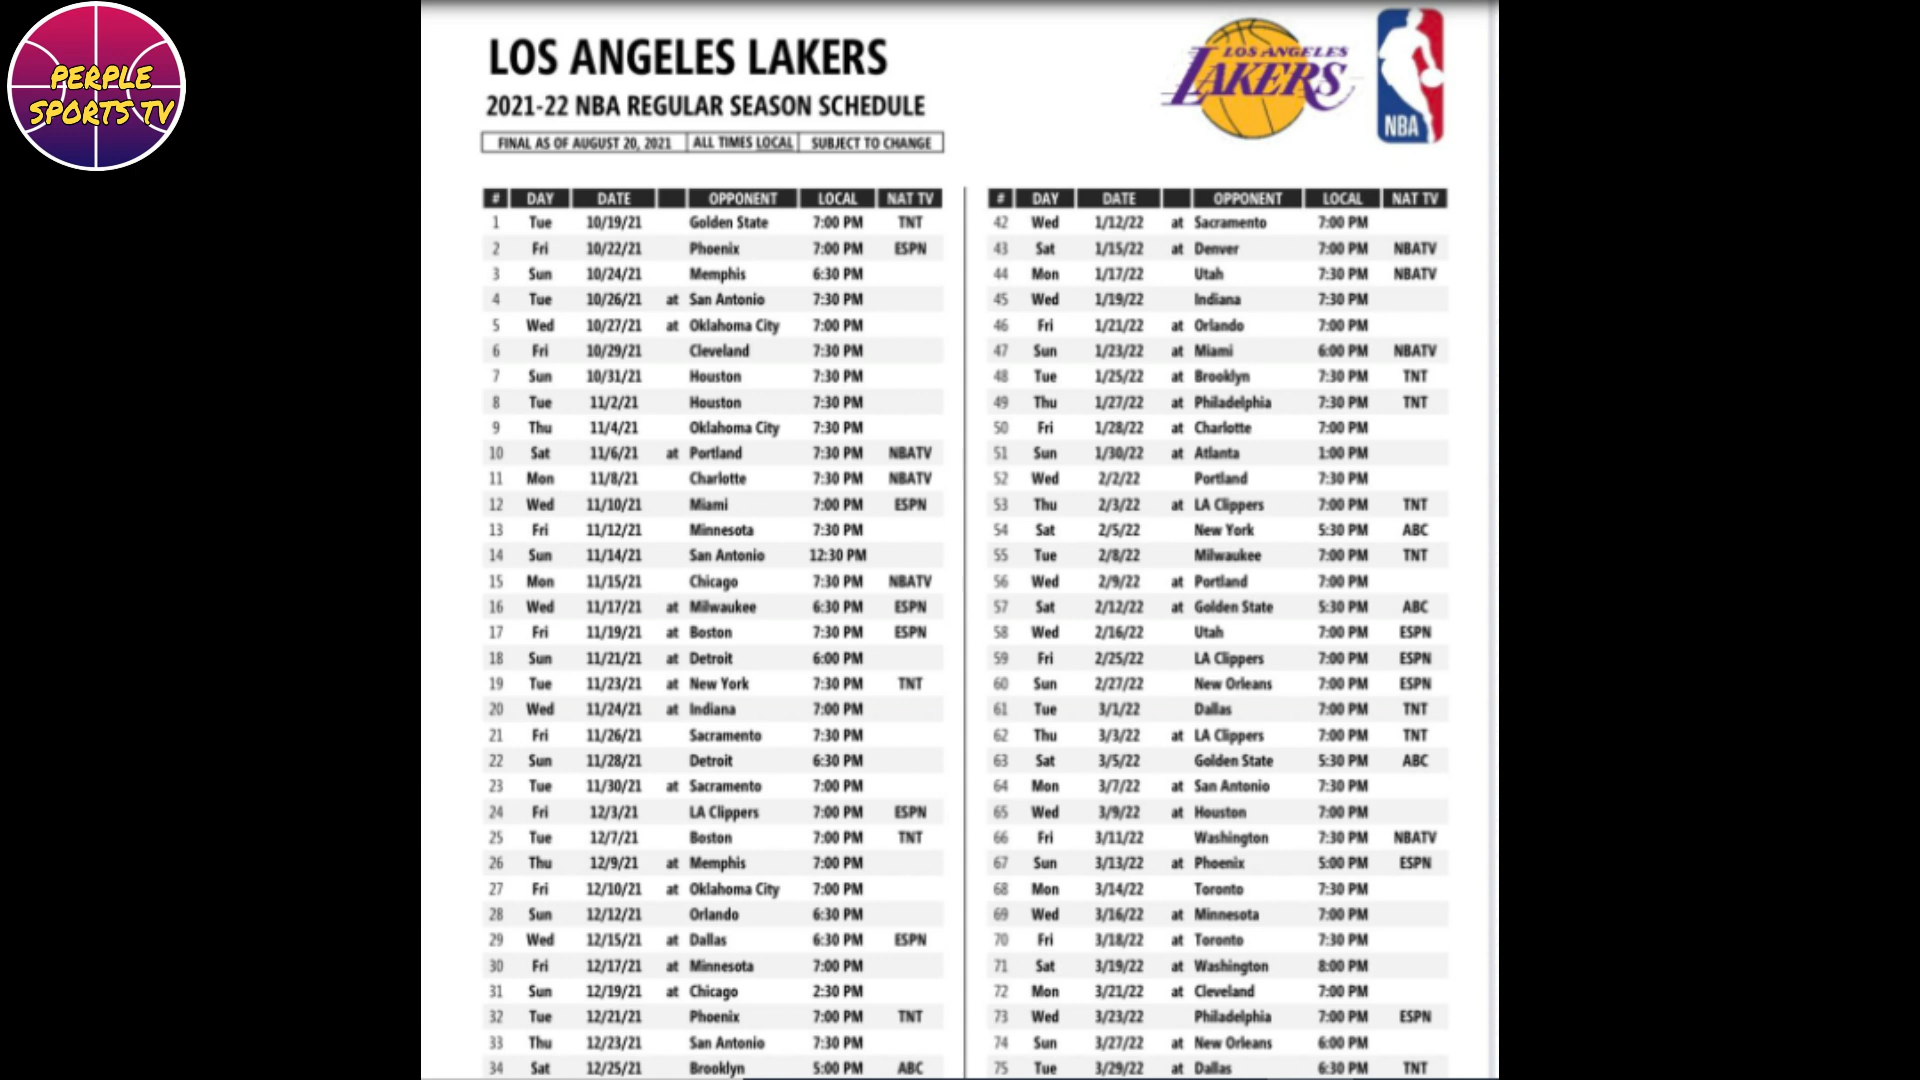 PERPLE
SPORTS TV
LOS ANGELES LAKERS
2021-22 NBA REGULAR SEASON SCHEDULE
FINAL AS OF AUGUST 20, 2021 ALL TIMES LOCAL SUBJECT TO CHANGE
LOS ANGELES
LAKERS
NBA
# DAY DATE OPPONENT LOCAL NAT TV
1 Tue 10/19/21 Golden State 7:00 PM TNT
2 Fri 10/22/21 Phoenix 7:00 PM ESPN
3 Sun 10/24/21 Memphis 6:30 PM
4 Tue 10/26/21 at San Antonio 7:30 PM
5 Wed 10/27/21 at Oklahoma City 7:00 PM
6 Fri 10/29/21 Cleveland 7:30 PM
7 Sun 10/31/21 Houston 7:30 PM
8 Tue 11/2/21 Houston 7:30 PM
9 Thu 11/4/21 Oklahoma City 7:30 PM
10 Sat 11/6/21 at Portland 7:30 PM NBATV
11 Mon 11/8/21 Charlotte 7:30 PM NBATV
12 Wed 11/10/21 Miami 7:00 PM ESPN
13 Fri 11/12/21 Minnesota 7:30 PM
14 Sun 11/14/21 San Antonio 12:30 PM
15 Mon 11/15/21 Chicago 7:30 PM NBATV
16 Wed 11/17/21 at Milwaukee 6:30 PM ESPN
17 Fri 11/19/21 at Boston 7:30 PM ESPN
18 Sun 11/21/21 at Detroit 6:00 PM
19 Tue 11/23/21 at New York 7:30 PM TNT
20 Wed 11/24/21 at Indiana 7:00 PM
21 Fri 11/26/21 Sacramento 7:30 PM
22 Sun 11/28/21 Detroit 6:30 PM
23 Tue 11/30/21 at Sacramento 7:00 PM
24 Fri 12/3/21 LA Clippers 7:00 PM ESPN
25 Tue 12/7/21 Boston 7:00 PM TNT
26 Thu 12/9/21 at Memphis 7:00 PM
27 Fri 12/10/21 at Oklahoma City 7:00 PM
28 Sun 12/12/21 Orlando 6:30 PM
29 Wed 12/15/21 at Dallas 6:30 PM ESPN
30 Fri 12/17/21 at Minnesota 7:00 PM
31 Sun 12/19/21 at Chicago 2:30 PM
32 Tue 12/21/21 Phoenix 7:00 PM TNT
33 Thu 12/23/21 San Antonio 7:30 PM
34 Sat 12/25/21 Brooklyn 5:00 PM ABC
# DAY DATE OPPONENT LOCAL NAT TV
42 Wed 1/12/22 at Sacramento 7:00 PM
43 Sat 1/15/22 at Denver 7:00 PM NBATV
44 Mon 1/17/22 Utah 7:30 PM NBATV
45 Wed 1/19/22 Indiana 7:30 PM
46 Fri 1/21/22 at Orlando 7:00 PM
47 Sun 1/23/22 at Miami 6:00 PM NBATV
48 Tue 1/25/22 at Brooklyn 7:30 PM TNT
49 Thu 1/27/22 at Philadelphia 7:30 PM TNT
50 Fri 1/28/22 at Charlotte 7:00 PM
51 Sun 1/30/22 at Atlanta 1:00 PM
52 Wed 2/2/22 Portland 7:30 PM
53 Thu 2/3/22 at LA Clippers 7:00 PM TNT
54 Sat 2/5/22 New York 5:30 PM ABC
55 Tue 2/8/22 Milwaukee 7:00 PM TNT
56 Wed 2/9/22 at Portland 7:00 PM
57 Sat 2/12/22 at Golden State 5:30 PM ABC
58 Wed 2/16/22 Utah 7:00 PM ESPN
59 Fri 2/25/22 LA Clippers 7:00 PM ESPN
60 Sun 2/27/22 New Orleans 7:00 PM ESPN
61 Tue 3/1/22 Dallas 7:00 PM TNT
62 Thu 3/3/22 at LA Clippers 7:00 PM TNT
63 Sat 3/5/22 Golden State 5:30 PM ABC
64 Mon 3/7/22 at San Antonio 7:30 PM
65 Wed 3/9/22 at Houston 7:00 PM
66 Fri 3/11/22 Washington 7:30 PM NBATV
67 Sun 3/13/22 at Phoenix 5:00 PM ESPN
68 Mon 3/14/22 Toronto 7:30 PM
69 Wed 3/16/22 at Minnesota 7:00 PM
70 Fri 3/18/22 at Toronto 7:30 PM
71 Sat 3/19/22 at Washington 8:00 PM
72 Mon 3/21/22 at Cleveland 7:00 PM
73 Wed 3/23/22 Philadelphia 7:00 PM ESPN
74 Sun 3/27/22 at New Orleans 6:00 PM
75 Tue 3/29/22 at Dallas 6:30 PM TNT